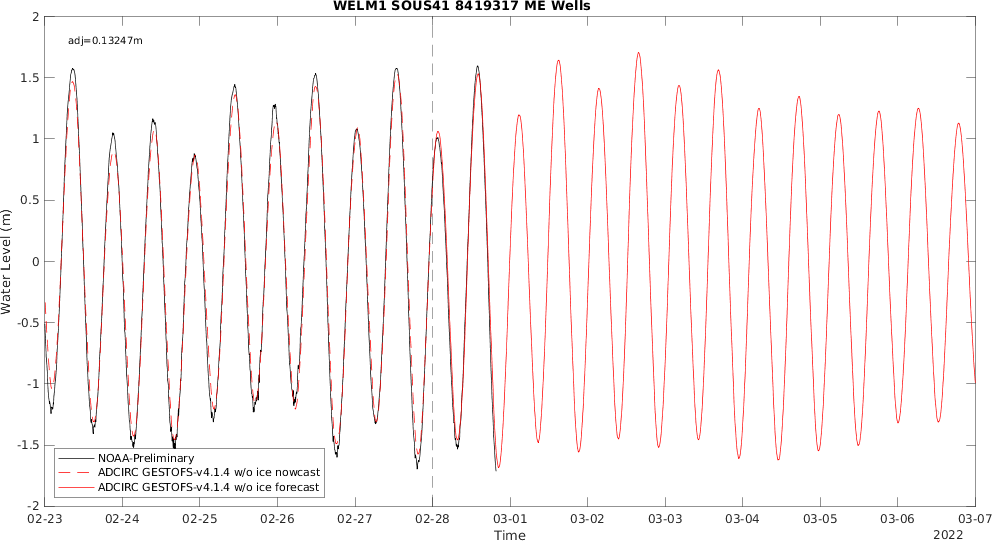 WELM1 SOUS41 8419317 ME Wells
adj=0.13247m
Water Level (m)
2
1.5
1
0.5
0
-0.5
-1
-1.5
-2
NOAA-Preliminary
ADCIRC GESTOFS-v4.1.4 w/o ice nowcast
ADCIRC GESTOFS-v4.1.4 w/o ice forecast
02-23 02-24 02-25 02-26 02-27 02-28 03-01 03-02 03-03 03-04 03-05 03-06 03-07
Time
2022